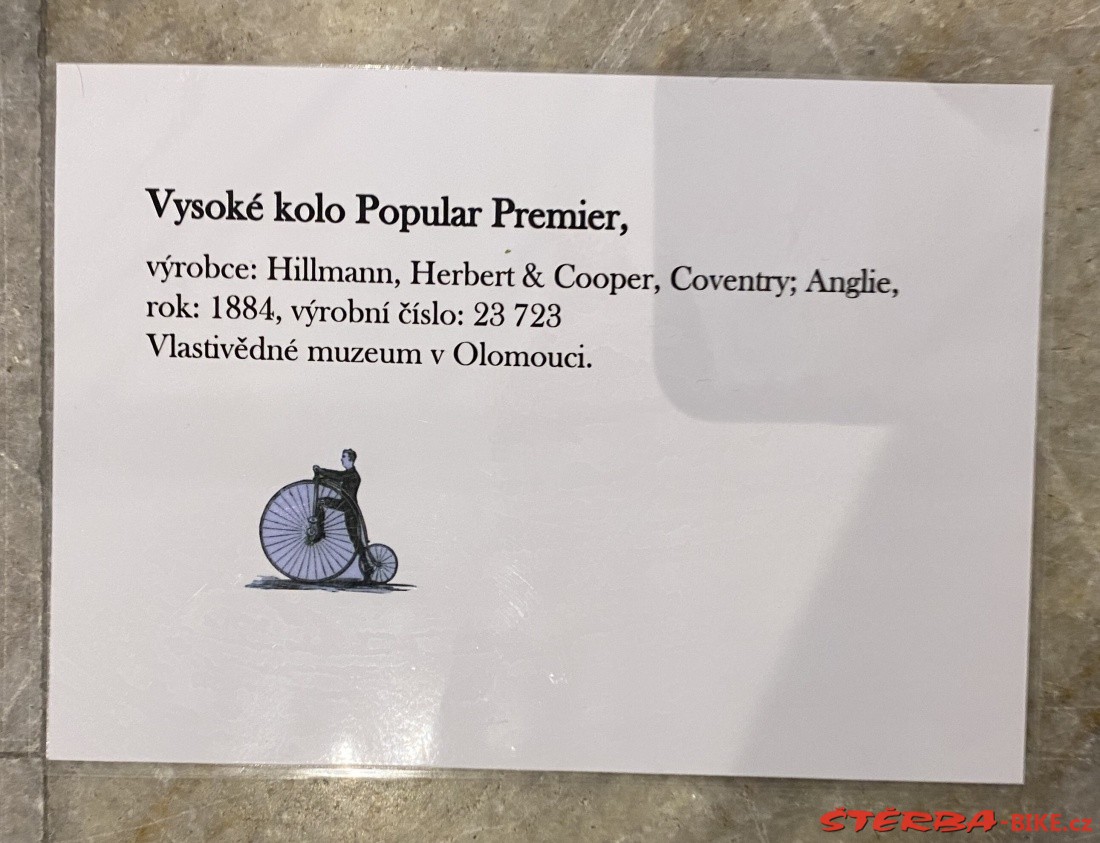 Vysoké kolo Popular Premier,
výrobce: Hillmann, Herbert & Cooper, Coventry; Anglie,
rok: 1884, výrobní číslo: 23 723
Vlastivědné muzeum v Olomouci.
ŠTĚRBA-BIKE.cz